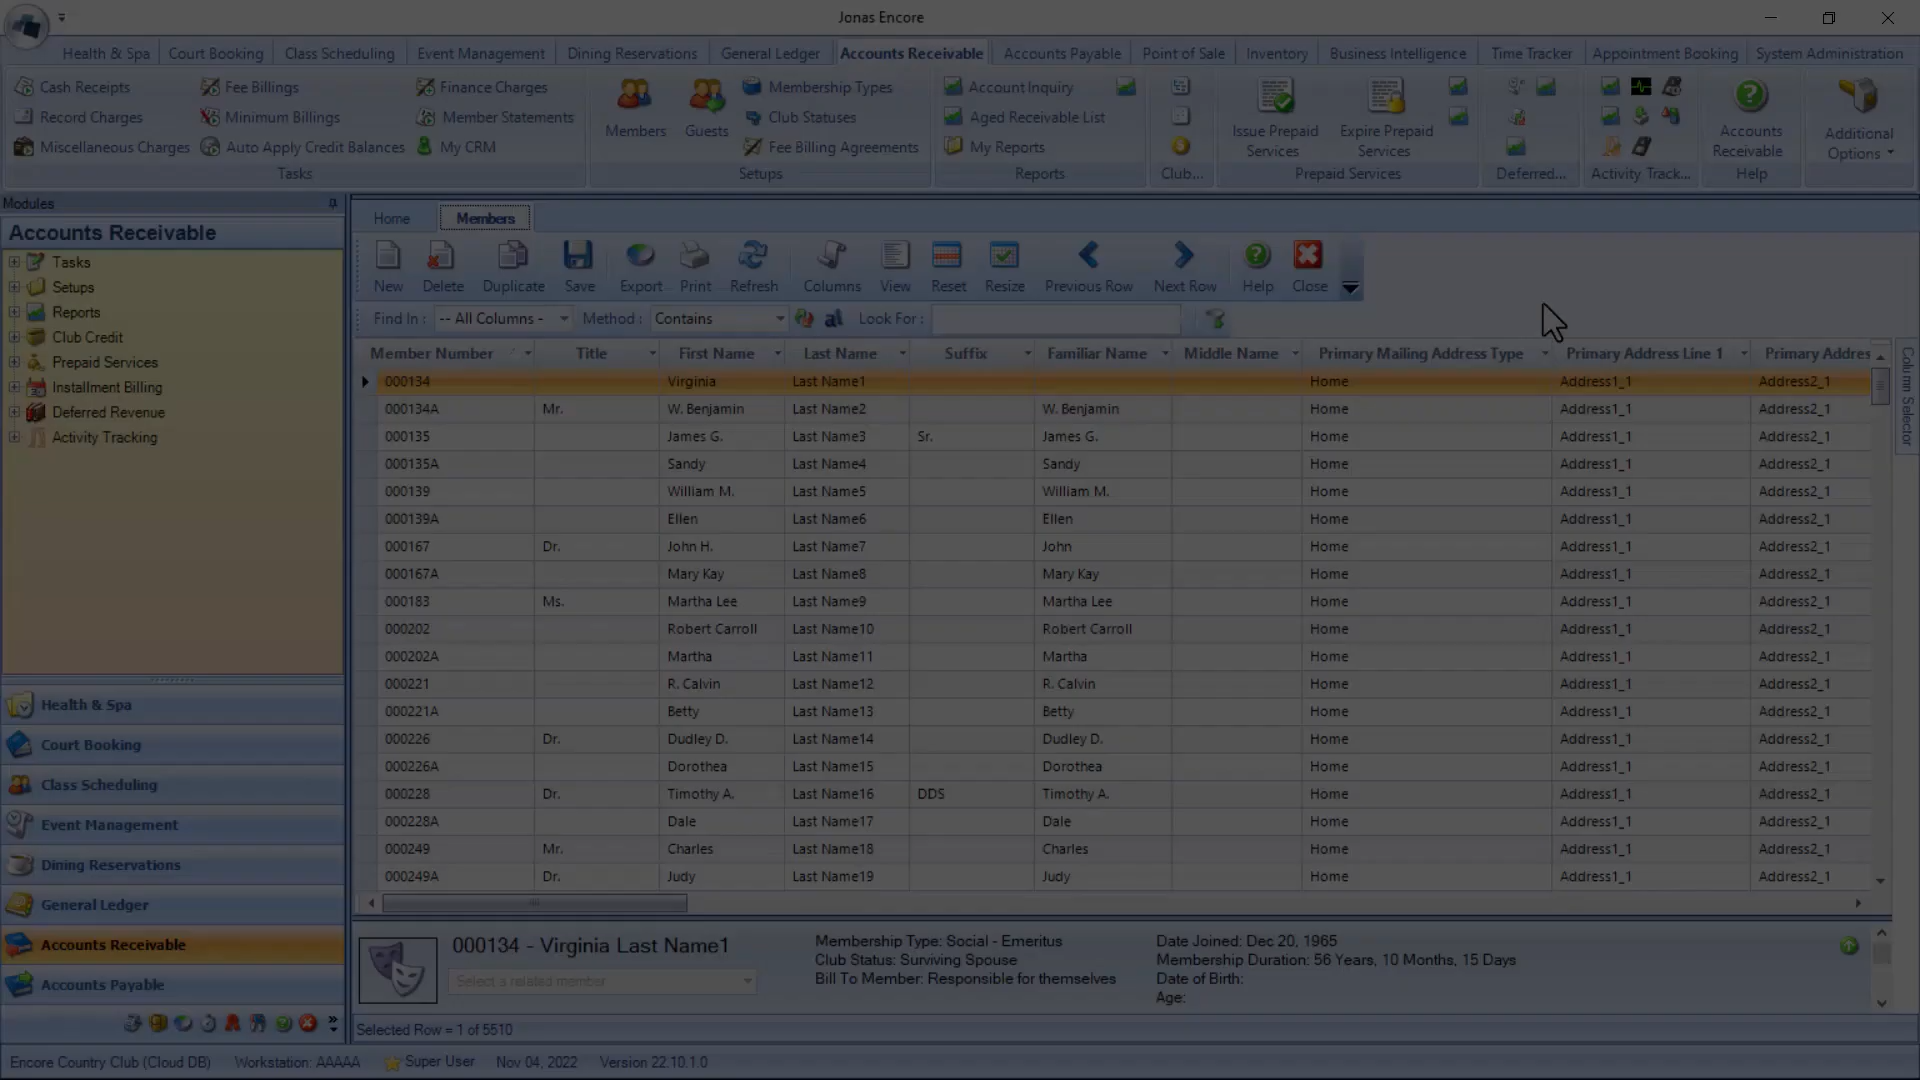 Jonas Encore
Health & Spa Court Booking Class Scheduling Event Management Dining Reservations General Ledger Accounts Receivable Accounts Payable Point of Sale Inventory Business Intelligence Time Tracker Appointment Booking System Administration
Cash Receipts Fee Billings Finance Charges Membership Types Account Inquiry
Record Charges Minimum Billings Member Statements Members Guests Club Statuses Aged Receivable List Issue Prepaid Services Expire Prepaid Services Accounts Receivable Help Additional Options
Miscellaneous Charges Auto Apply Credit Balances My CRM Fee Billing Agreements My Reports
Tasks Setups Reports Club... Prepaid Services Deferred... Activity Track... Help
Modules
Accounts Receivable
Tasks
Setups
Reports
Club Credit
Prepaid Services
Installment Billing
Deferred Revenue
Activity Tracking
Health & Spa
Court Booking
Class Scheduling
Event Management
Dining Reservations
General Ledger
Accounts Receivable
Accounts Payable
Home Members
New Delete Duplicate Save Export Print Refresh Columns View Reset Resize Previous Row Next Row Help Close
Find In : -- All Columns - Method : Contains Look For :
Member Number Title First Name Last Name Suffix Familiar Name Middle Name Primary Mailing Address Type Primary Address Line 1 Primary Addres
000134 Virginia Last Name1 Home Address1_1 Address2_1
000134A Mr. W. Benjamin Last Name2 W. Benjamin Home Address1_1 Address2_1
000135 James G. Last Name3 Sr. James G. Home Address1_1 Address2_1
000135A Sandy Last Name4 Sandy Home Address1_1 Address2_1
000139 William M. Last Name5 William M. Home Address1_1 Address2_1
000139A Ellen Last Name6 Ellen Home Address1_1 Address2_1
000167 Dr. John H. Last Name7 John Home Address1_1 Address2_1
000167A Mary Kay Last Name8 Mary Kay Home Address1_1 Address2_1
000183 Ms. Martha Lee Last Name9 Martha Lee Home Address1_1 Address2_1
000202 Robert Carroll Last Name10 Robert Carroll Home Address1_1 Address2_1
000202A Martha Last Name11 Martha Home Address1_1 Address2_1
000221 R. Calvin Last Name12 R. Calvin Home Address1_1 Address2_1
000221A Betty Last Name13 Betty Home Address1_1 Address2_1
000226 Dr. Dudley D. Last Name14 Dudley D. Home Address1_1 Address2_1
000226A Dorothea Last Name15 Dorothea Home Address1_1 Address2_1
000228 Dr. Timothy A. Last Name16 DDS Timothy A. Home Address1_1 Address2_1
000228A Dale Last Name17 Dale Home Address1_1 Address2_1
000249 Mr. Charles Last Name18 Charles Home Address1_1 Address2_1
000249A Dr. Judy Last Name19 Judy Home Address1_1 Address2_1
Column Selector
000134 - Virginia Last Name1
Select a related member
Membership Type: Social - Emeritus
Club Status: Surviving Spouse
Bill To Member: Responsible for themselves
Date Joined: Dec 20, 1965
Membership Duration: 56 Years, 10 Months, 15 Days
Date of Birth:
Age:
Selected Row = 1 of 5510
Encore Country Club (Cloud DB) Workstation: AAAAA Super User Nov 04, 2022 Version 22.10.1.0